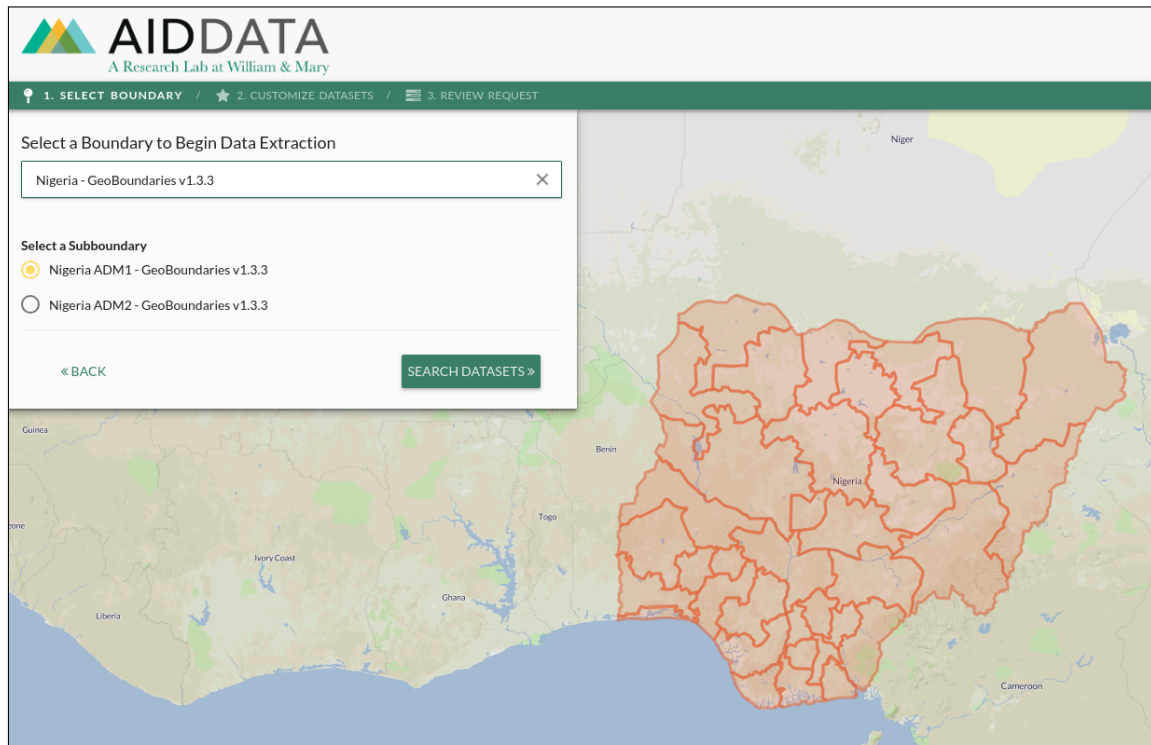 AIDDATA
A Research Lab at William & Mary
1. SELECT BOUNDARY / 2. CUSTOMIZE DATASETS / 3. REVIEW REQUEST
Select a Boundary to Begin Data Extraction
Nigeria - GeoBoundaries v1.3.3
Select a Subboundary
Nigeria ADM1 - GeoBoundaries v1.3.3
Nigeria ADM2 - GeoBoundaries v1.3.3
« BACK
SEARCH DATASETS »
Niger
Guinea
Benin
Nigeria
eone
Togo
Ivory Coast
Ghana
Liberia
Cameroon